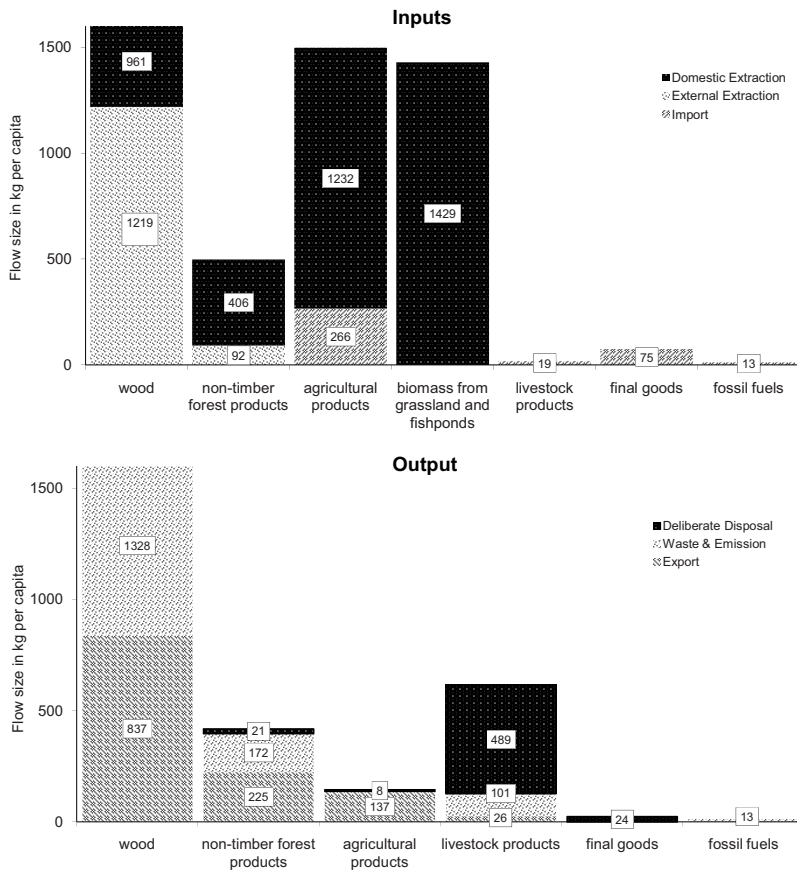 Inputs
1500
1000
500
0
Flow size in kg per capita
961
1219
406
92
1232
266
1429
19
75
13
Domestic Extraction
External Extraction
Import
wood
non-timber
forest products
agricultural
products
biomass from
grassland and
fishponds
livestock
products
final goods
fossil fuels
Output
1500
1000
500
0
Flow size in kg per capita
1328
837
21
172
225
8
137
489
101
26
24
13
Deliberate Disposal
Waste & Emission
Export
wood
non-timber forest
products
agricultural
products
livestock products
final goods
fossil fuels